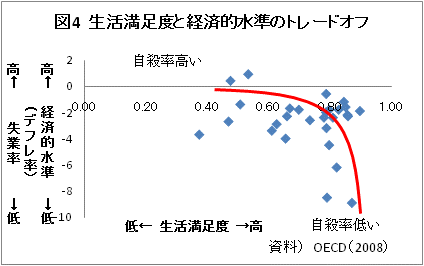 図4 生活満足度と経済的水準のトレードオフ
高← 失業率 →低
高← 経済的水準 (デフレ率) →低
2
0
-2
-4
-6
-8
-10
0.00
0.20
0.40
0.60
0.80
1.00
自殺率高い
自殺率低い
低← 生活満足度 →高
資料） OECD（2008）